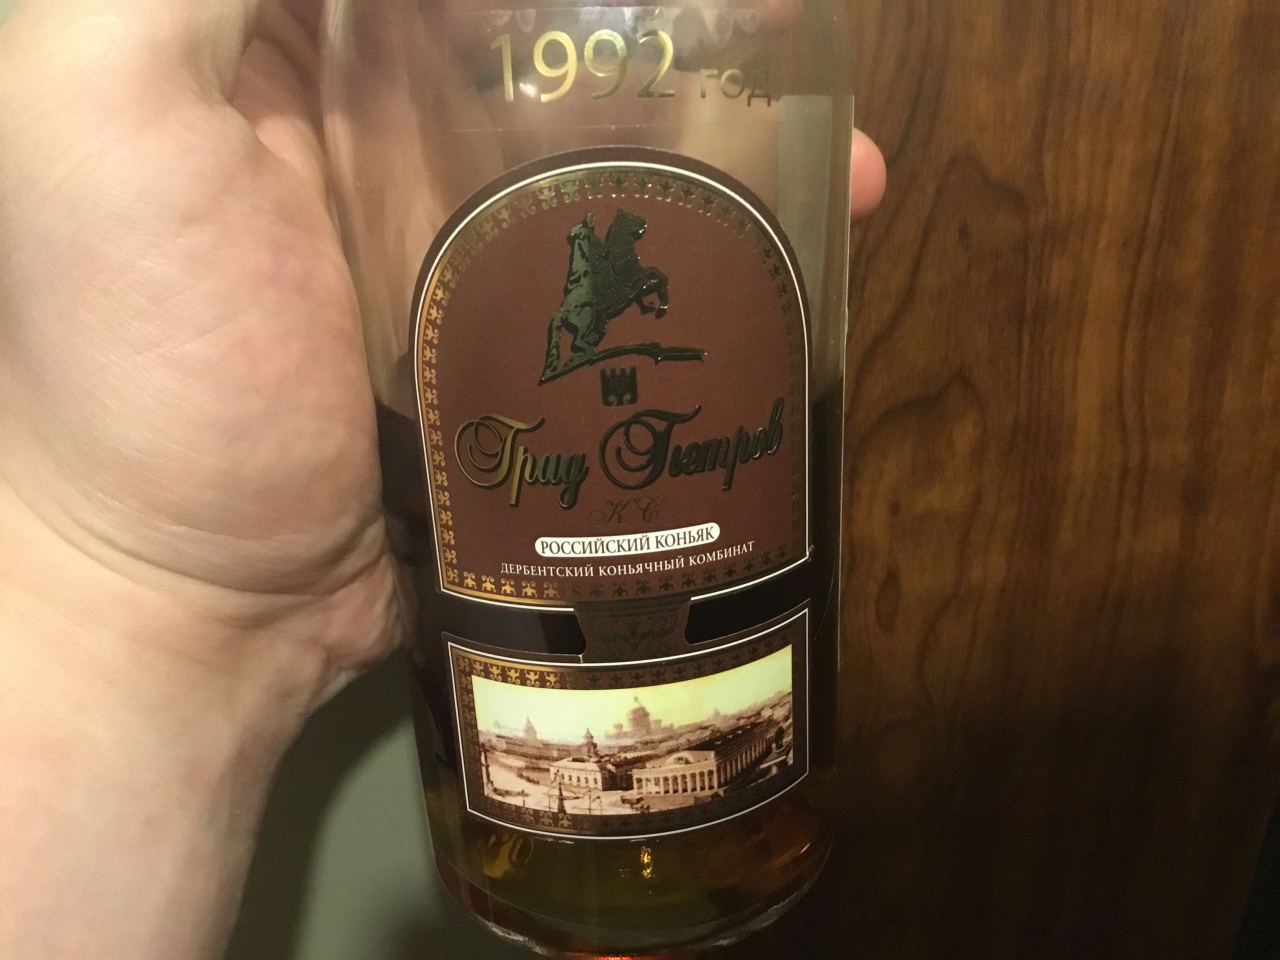 1992 год
Град Петров
КС
РОССИЙСКИЙ КОНЬЯК
ДЕРБЕНТСКИЙ КОНЬЯЧНЫЙ КОМБИНАТ